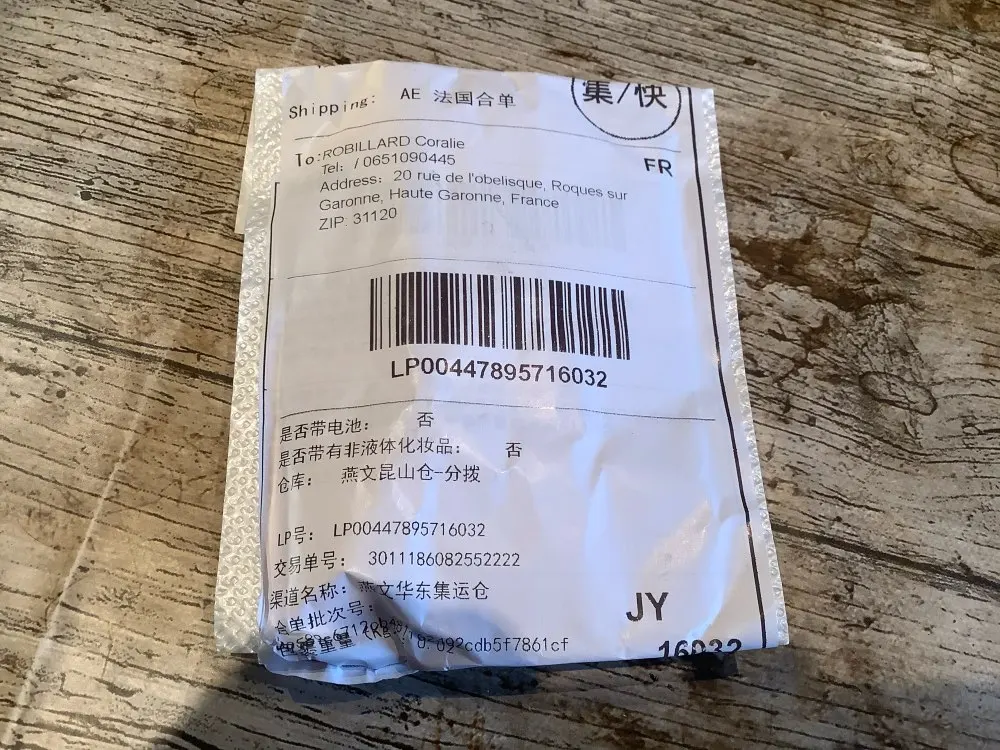 Shipping: AE 法国合单
集/快
To:ROBILLARD Coralie
FR
Tel: / 0651090445
Address: 20 rue de l'obelisque, Roques sur
Garonne, Haute Garonne, France
ZIP: 31120
LP00447895716032
是否带电池: 否
是否带有非液体化妆品: 否
仓库: 燕文昆山仓-分拨
LP号: LP00447895716032
交易单号: 3011186082552222
渠道名称: 燕文华东集运仓
合单批次号:
JY
16032